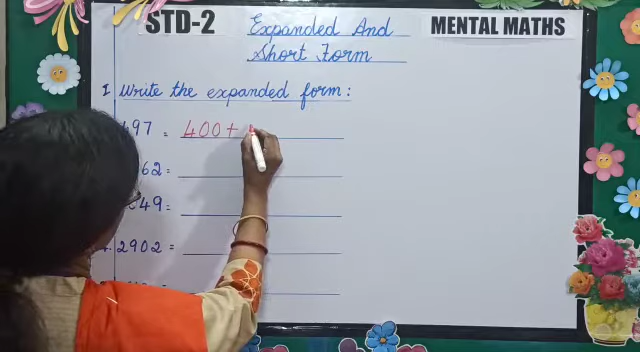 STD-2
Expanded And
MENTAL MATHS
Short Form
I Write the expanded form:
497 = 400 +
62 =
49 =
2902 =